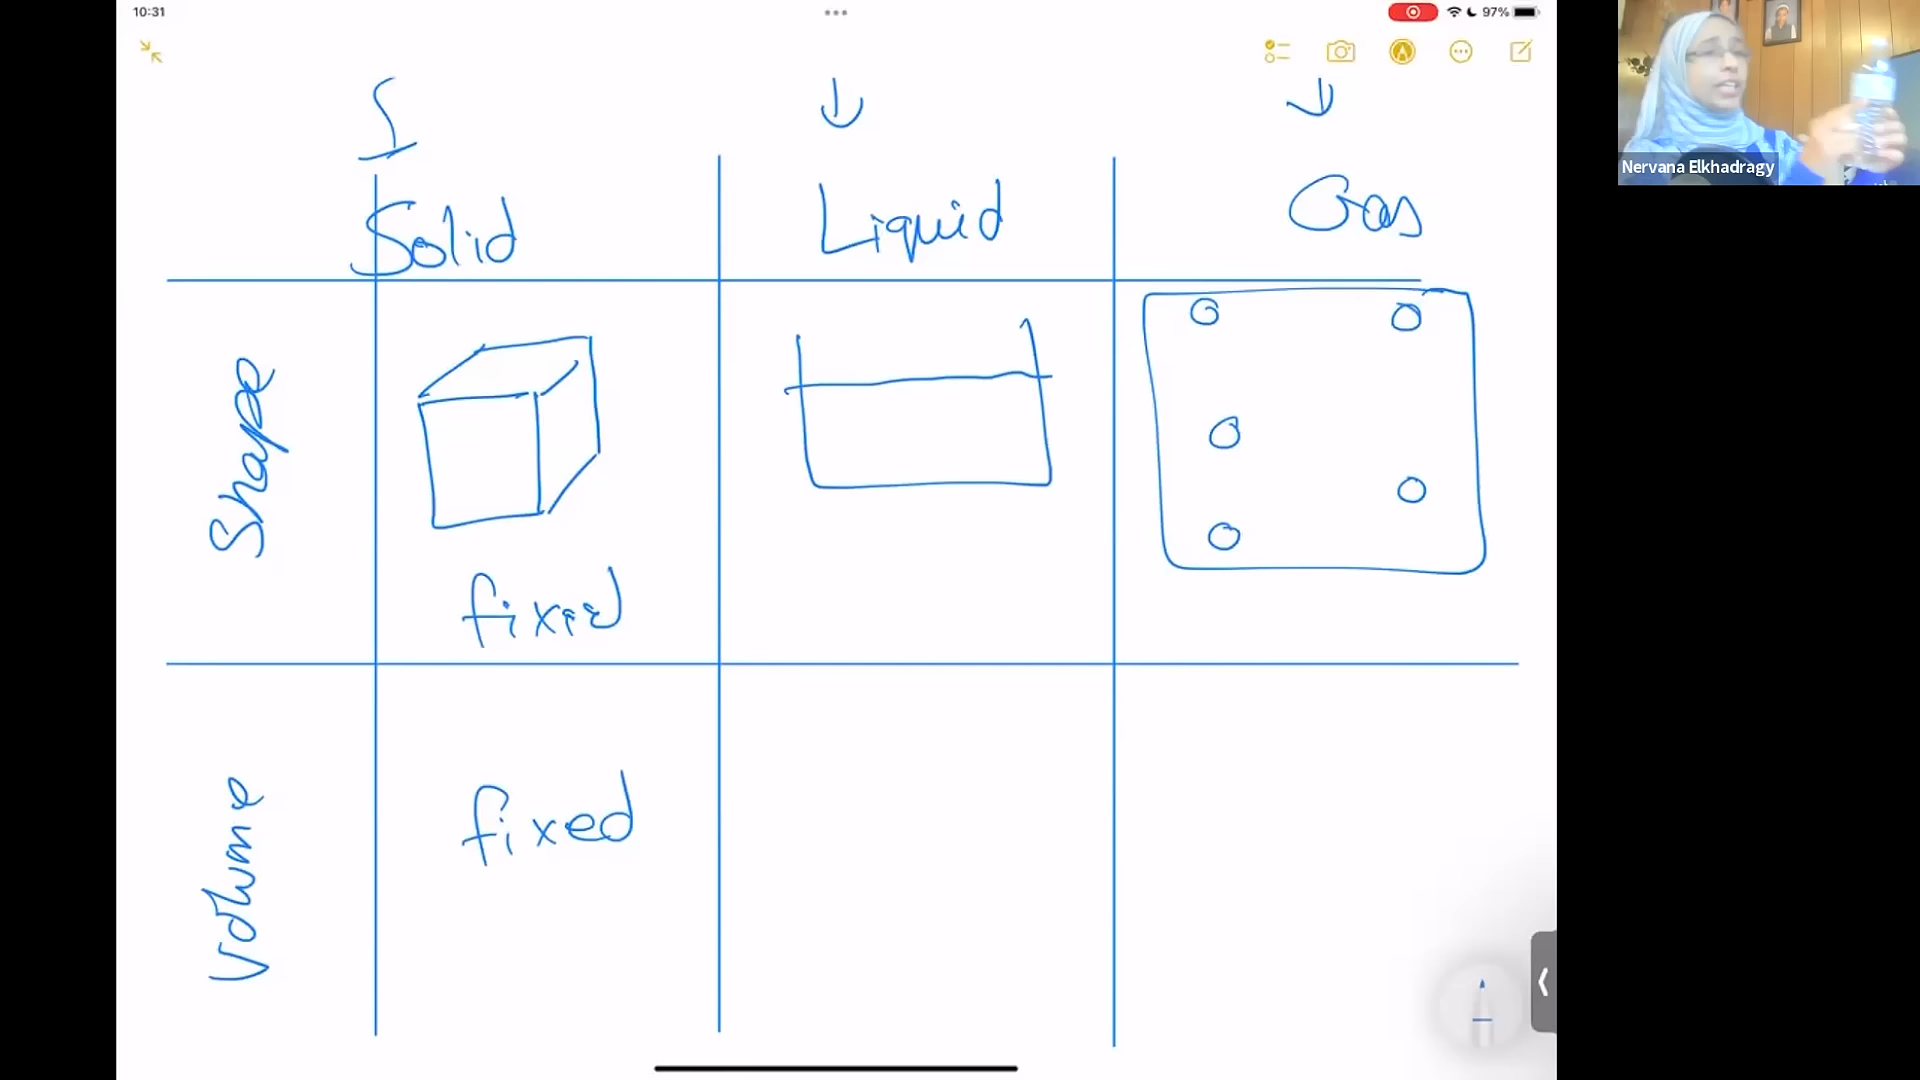 10:31
97%
Nervana Elkhadragy
Solid
Liquid
Gas
Shape
fixed
Volume
fixed